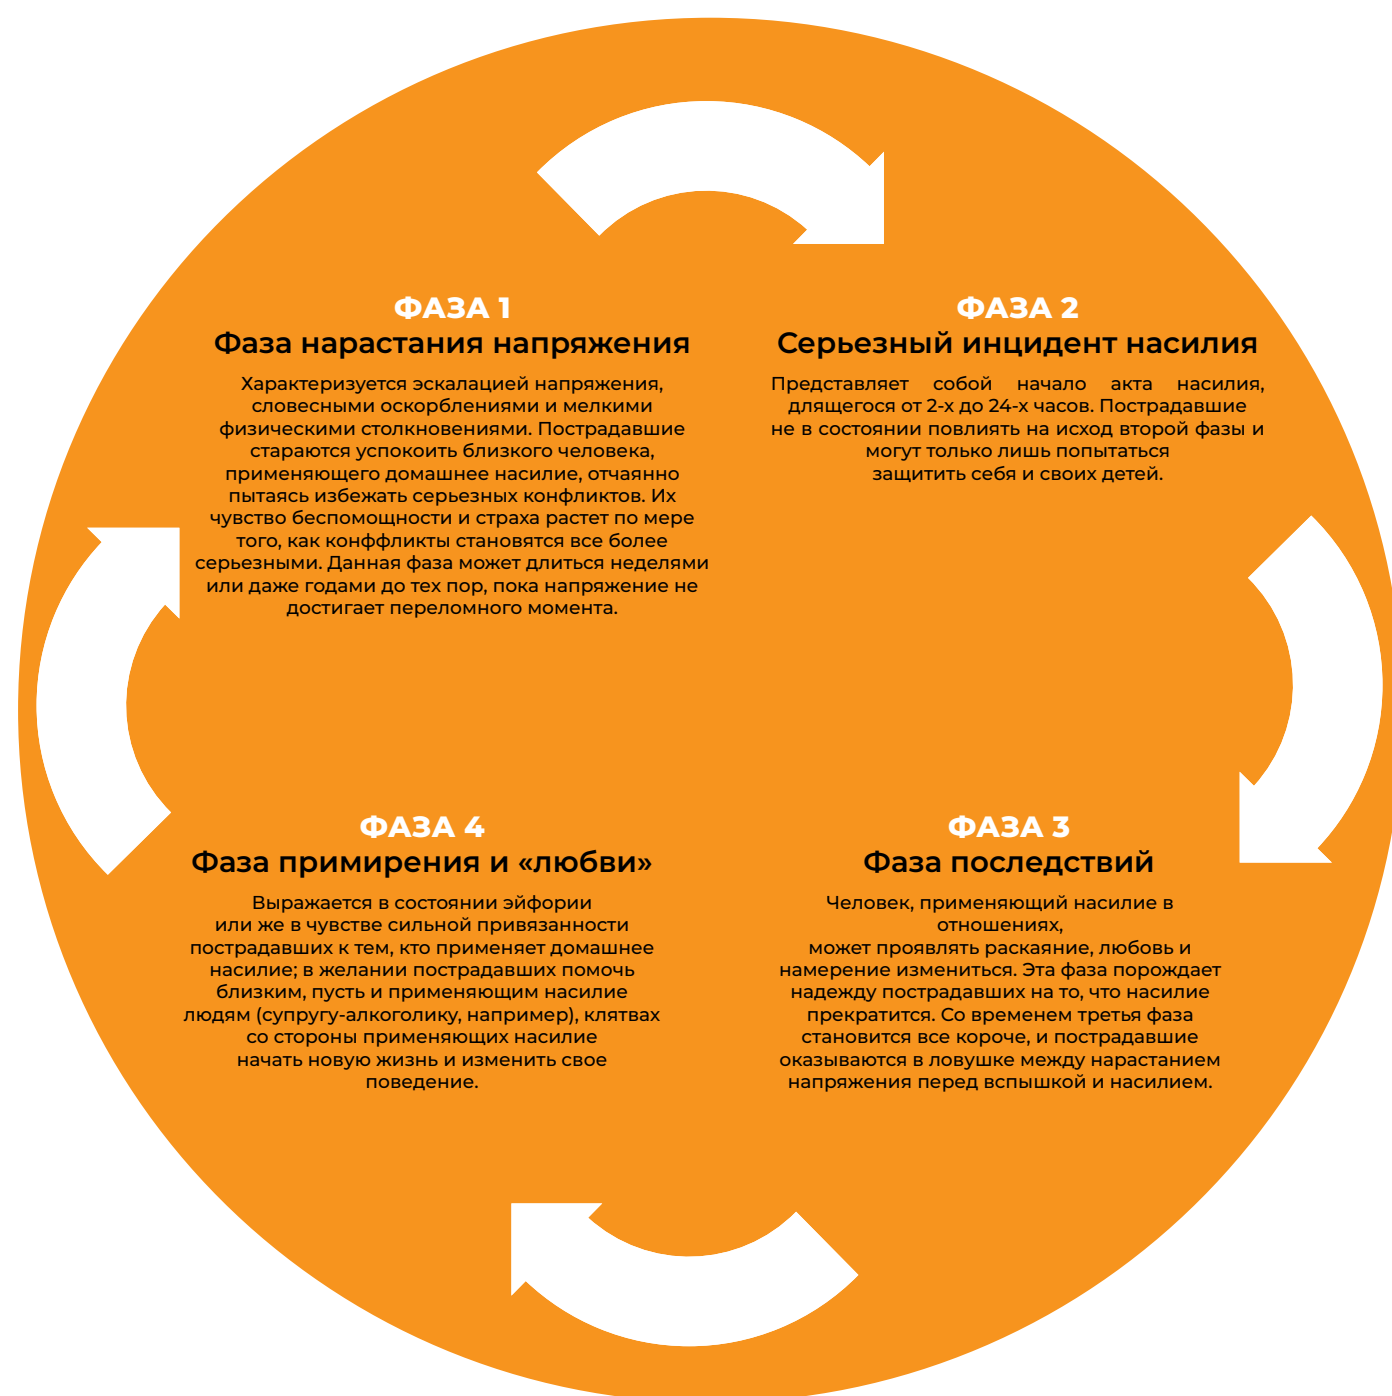 ФАЗА 1
Фаза нарастания напряжения
Характеризуется эскалацией напряжения,
словесными оскорблениями и мелкими
физическими столкновениями. Пострадавшие
стараются успокоить близкого человека,
применяющего домашнее насилие, отчаянно
пытаясь избежать серьезных конфликтов. Их
чувство беспомощности и страха растет по мере
того, как конффликты становятся все более
серьезными. Данная фаза может длиться неделями
или даже годами до тех пор, пока напряжение не
достигает переломного момента.
ФАЗА 2
Серьезный инцидент насилия
Представляет собой начало акта насилия,
длящегося от 2-х до 24-х часов. Пострадавшие
не в состоянии повлиять на исход второй фазы и
могут только лишь попытаться
защитить себя и своих детей.
ФАЗА 3
Фаза последствий
Человек, применяющий насилие в
отношениях,
может проявлять раскаяние, любовь и
намерение измениться. Эта фаза порождает
надежду пострадавших на то, что насилие
прекратится. Со временем третья фаза
становится все короче, и пострадавшие
оказываются в ловушке между нарастанием
напряжения перед вспышкой и насилием.
ФАЗА 4
Фаза примирения и «любви»
Выражается в состоянии эйфории
или же в чувстве сильной привязанности
пострадавших к тем, кто применяет домашнее
насилие; в желании пострадавших помочь
близким, пусть и применяющим насилие
людям (супругу-алкоголику, например), клятвах
со стороны применяющих насилие
начать новую жизнь и изменить свое
поведение.